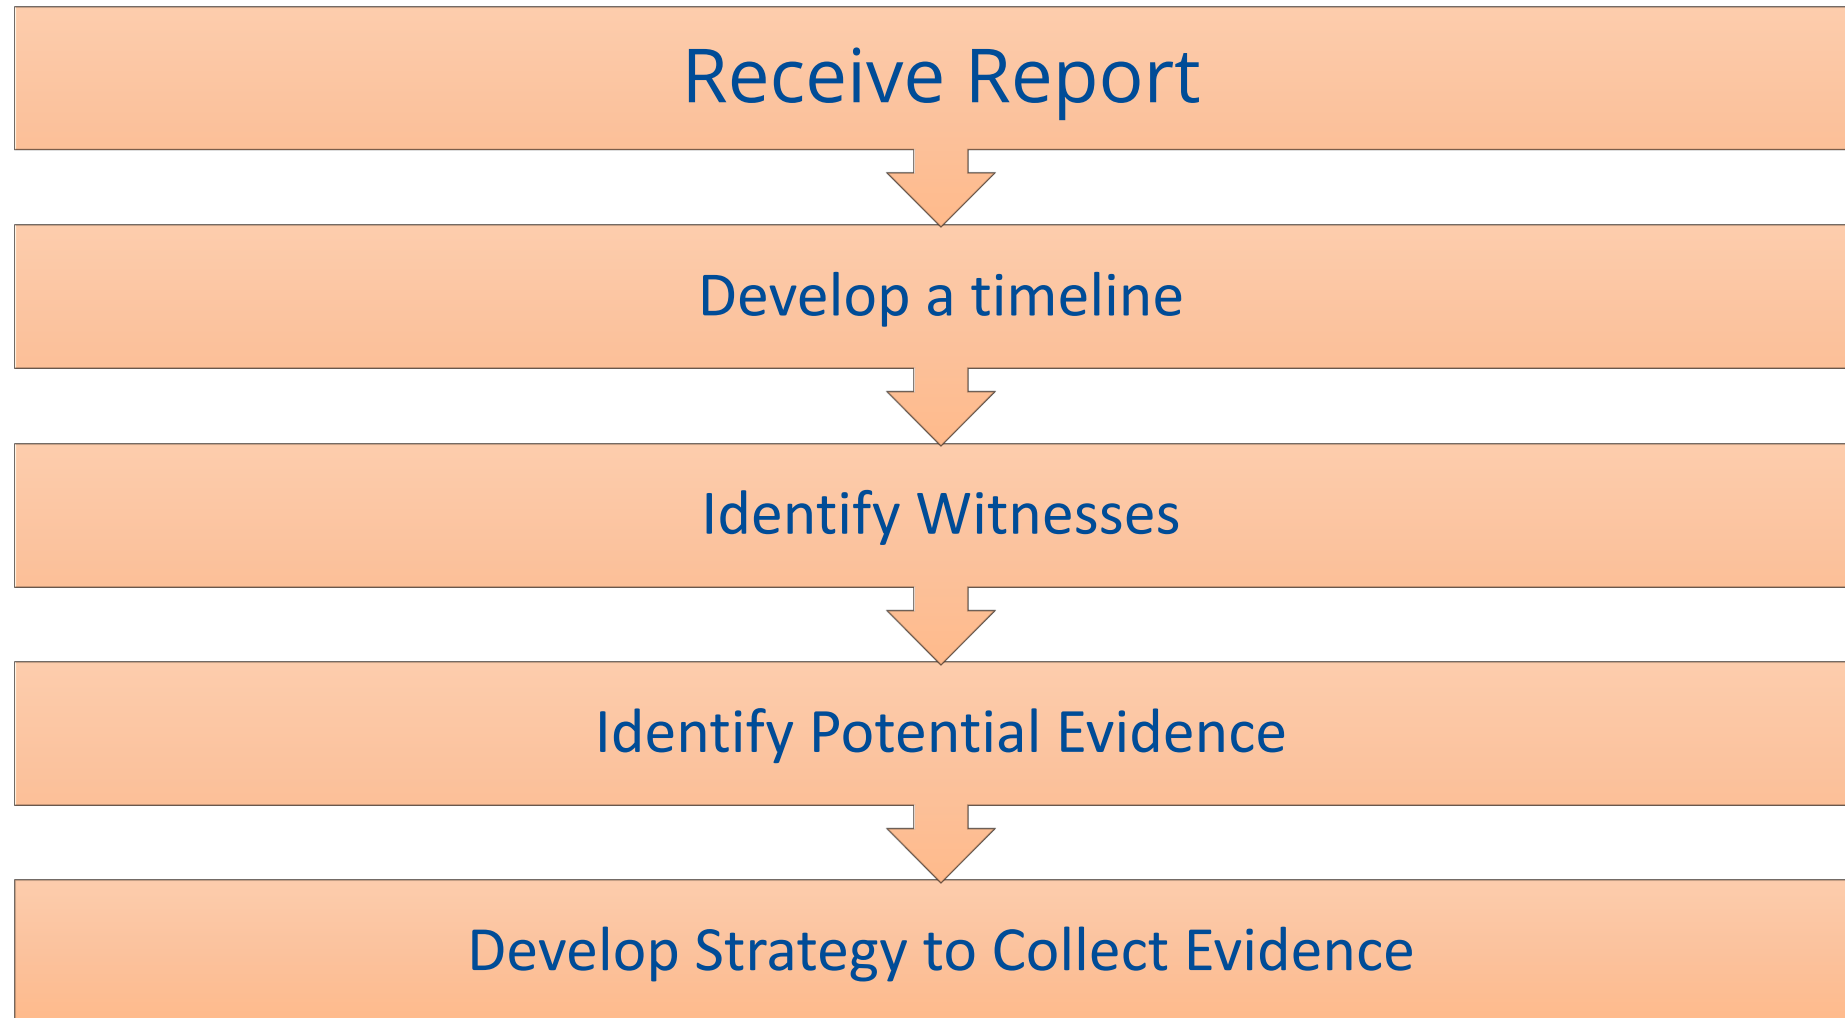 Receive Report
Develop a timeline
Identify Witnesses
Identify Potential Evidence
Develop Strategy to Collect Evidence